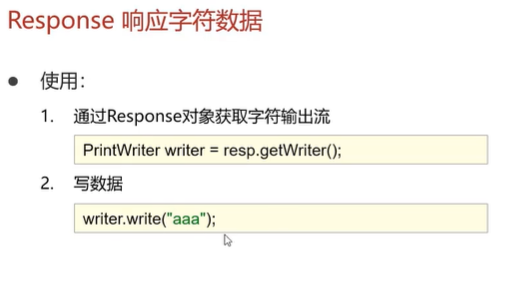 Response 响应字符数据
● 使用：
1. 通过Response对象获取字符输出流
PrintWriter writer = resp.getWriter();
2. 写数据
writer.write("aaa");